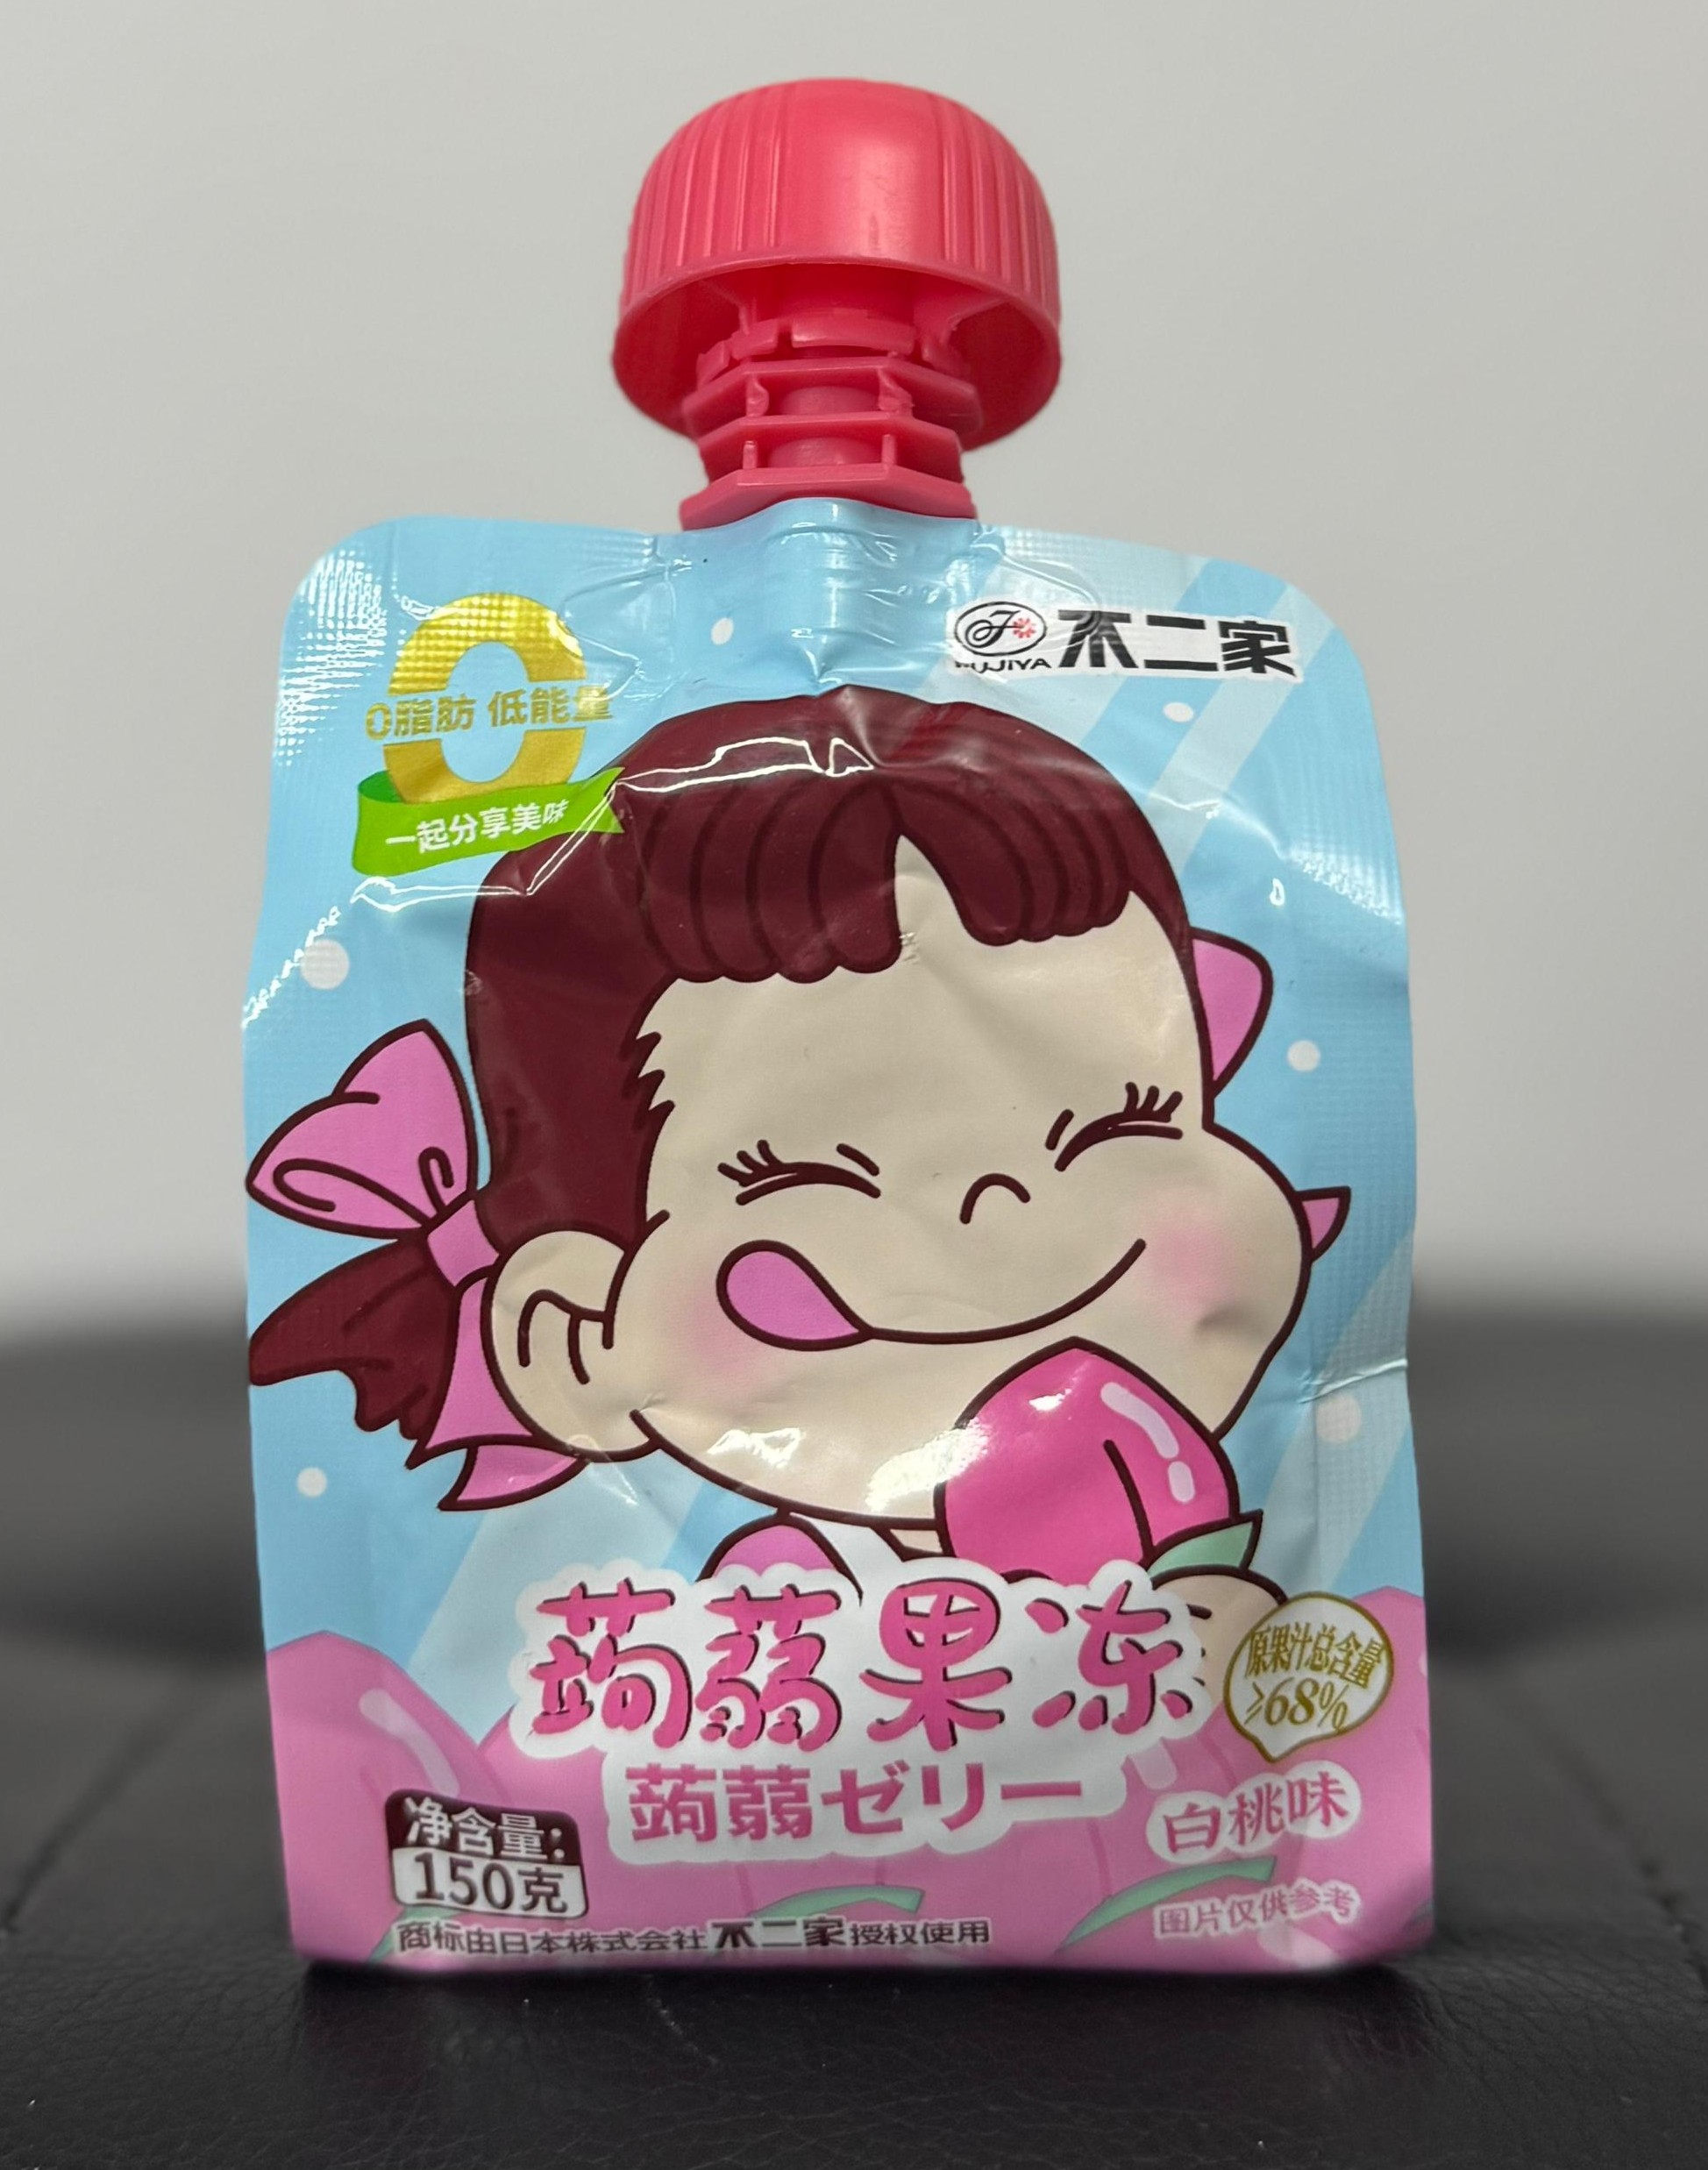 0脂肪 低能量
一起分享美味
FUJIYA 不二家
蒟蒻果冻
原果汁总含量
≥68%
蒟蒻ゼリー
白桃味
净含量:
150克
图片仅供参考
商标由日本株式会社不二家授权使用